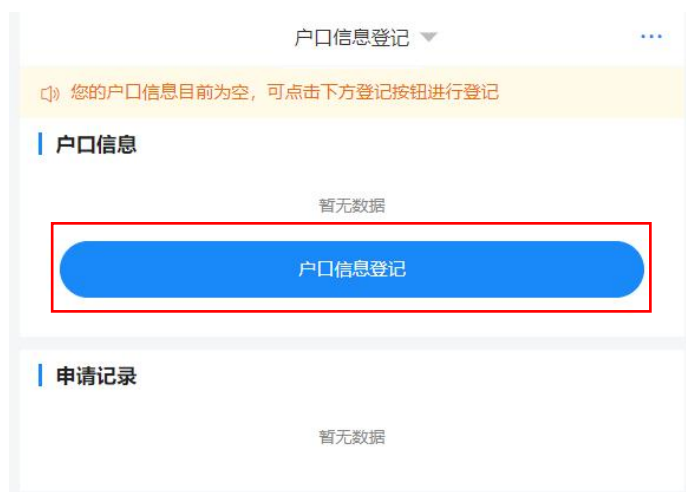 户口信息登记
您的户口信息目前为空，可点击下方登记按钮进行登记
户口信息
暂无数据
户口信息登记
申请记录
暂无数据